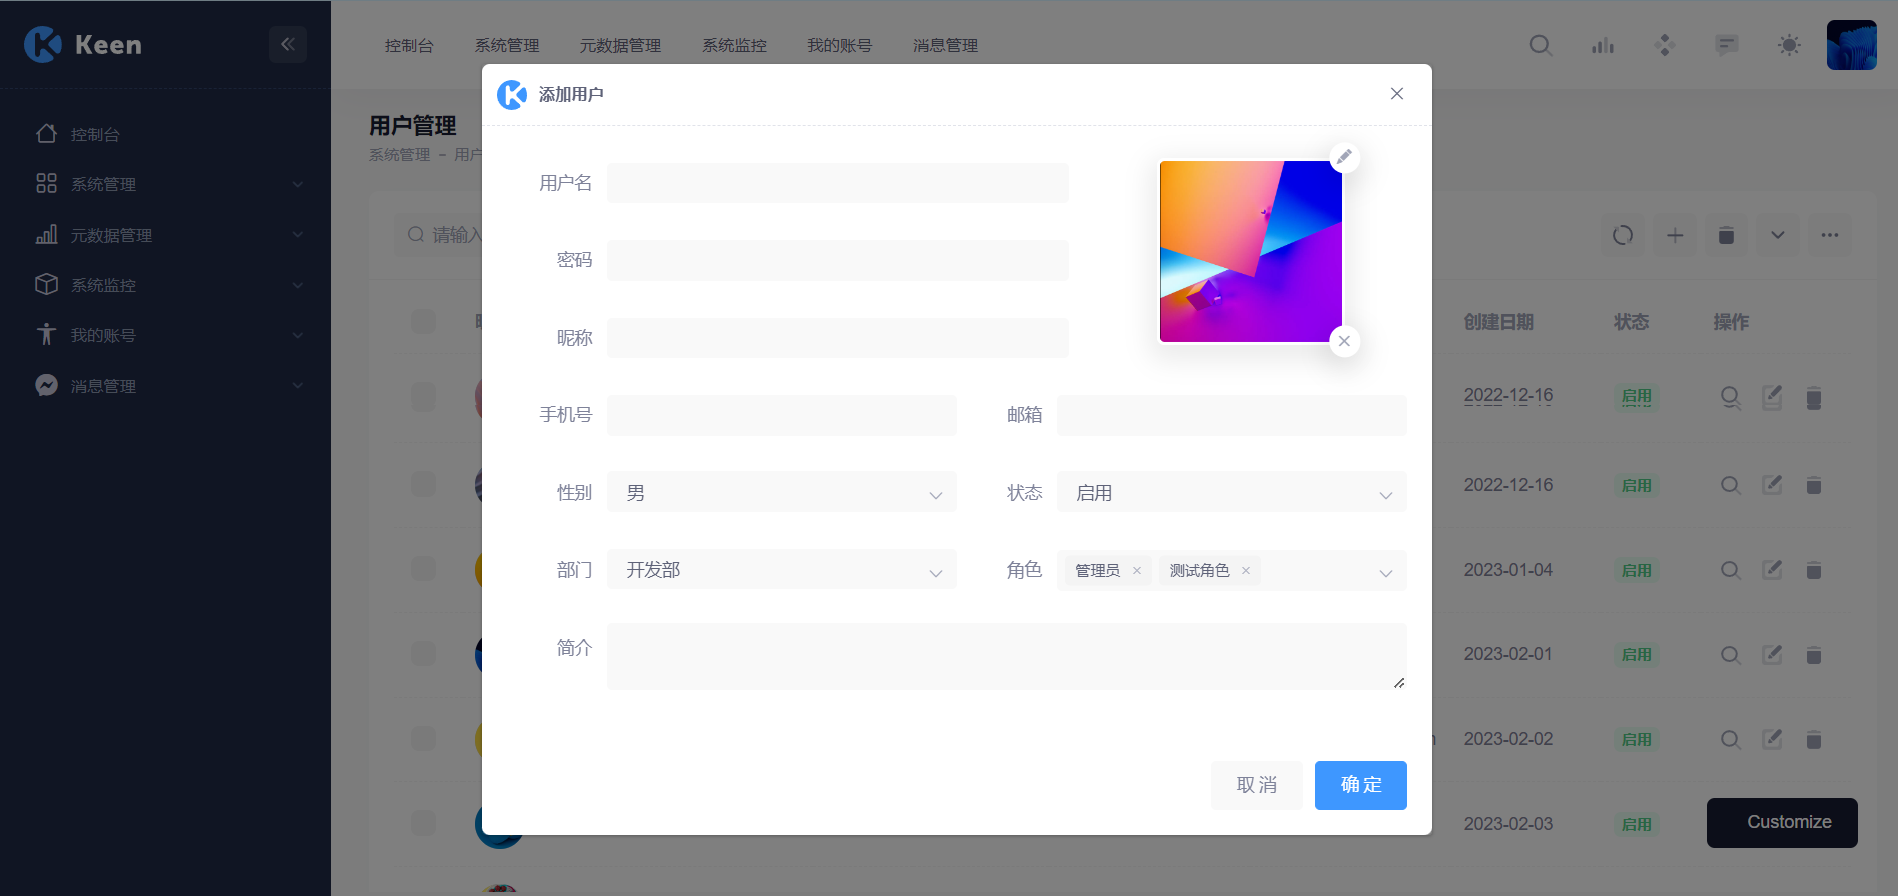 Keen
控制台 系统管理 元数据管理 系统监控 我的账号 消息管理
控制台
系统管理
元数据管理
系统监控
我的账号
消息管理
用户管理
系统管理 - 用户
请输入
创建日期 状态 操作
2022-12-16 启用
2022-12-16 启用
2023-01-04 启用
2023-02-01 启用
2023-02-02 启用
2023-02-03 启用
Customize
添加用户
用户名
密码
昵称
手机号 邮箱
性别 男 状态 启用
部门 开发部 角色 管理员 × 测试角色 ×
简介
取消 确定